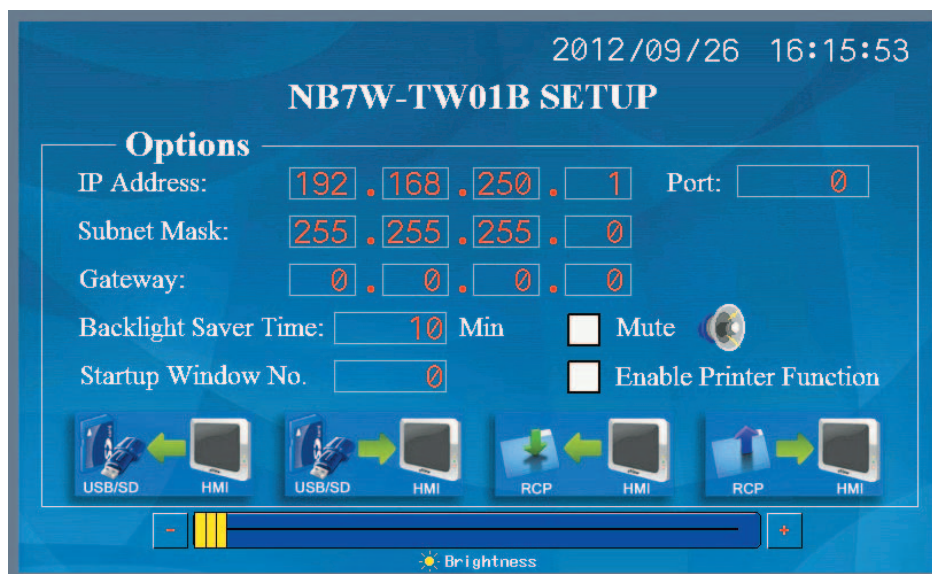 2012/09/26 16:15:53
NB7W-TW01B SETUP
Options
IP Address: 192 . 168 . 250 . 1 Port: 0
Subnet Mask: 255 . 255 . 255 . 0
Gateway: 0 . 0 . 0 . 0
Backlight Saver Time: 10 Min Mute
Startup Window No. 0 Enable Printer Function
USB/SD HMI USB/SD HMI RCP HMI RCP HMI
- +
Brightness